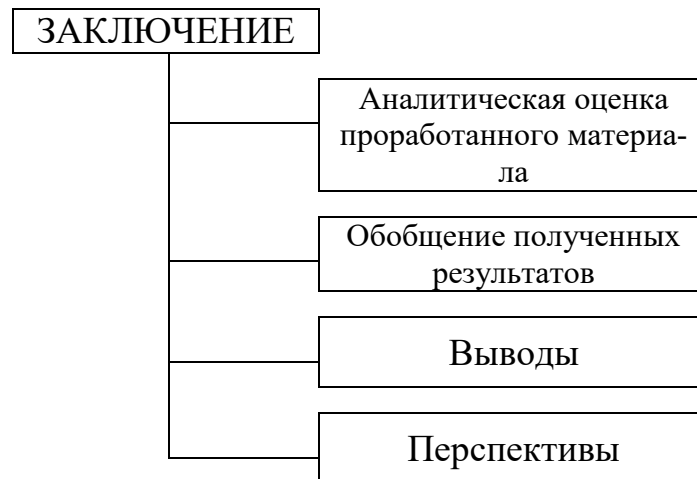 ЗАКЛЮЧЕНИЕ
Аналитическая оценка
проработанного материа-
ла
Обобщение полученных
результатов
Выводы
Перспективы